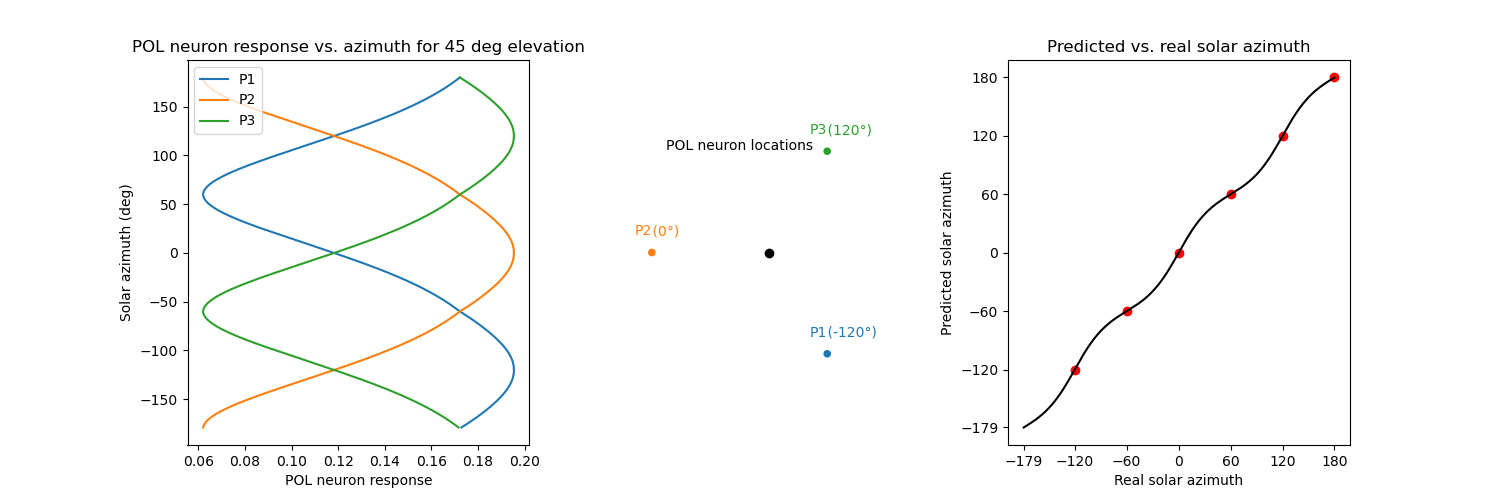 POL neuron response vs. azimuth for 45 deg elevation
P1
P2
P3
150
100
50
0
−50
−100
−150
Solar azimuth (deg)
0.06 0.08 0.10 0.12 0.14 0.16 0.18 0.20
POL neuron response
P3 (120°)
POL neuron locations
P2 (0°)
P1 (-120°)
Predicted vs. real solar azimuth
180
120
60
0
−60
−120
−179
Predicted solar azimuth
−179 −120 −60 0 60 120 180
Real solar azimuth